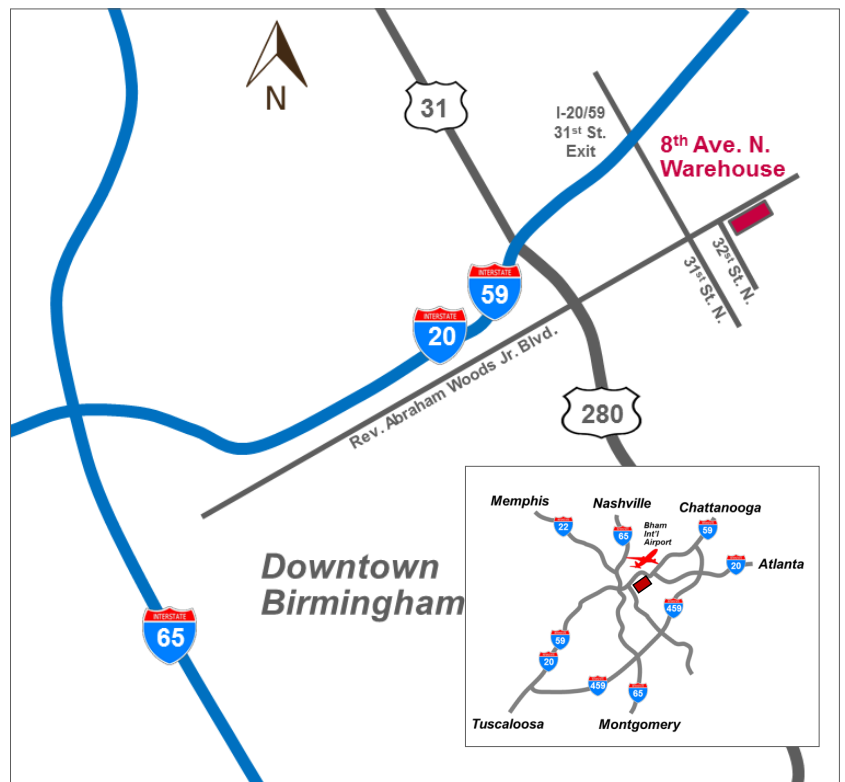 N
31
I-20/59
31st St.
Exit
8th Ave. N.
Warehouse
32st St. N.
31st St. N.
INTERSTATE
59
INTERSTATE
20
Rev. Abraham Woods Jr. Blvd.
280
Downtown
Birmingham
INTERSTATE
65
Memphis
Nashville
Chattanooga
22
65
Bham
Int'l
Airport
59
20
Atlanta
459
59
20
459
65
Tuscaloosa
Montgomery